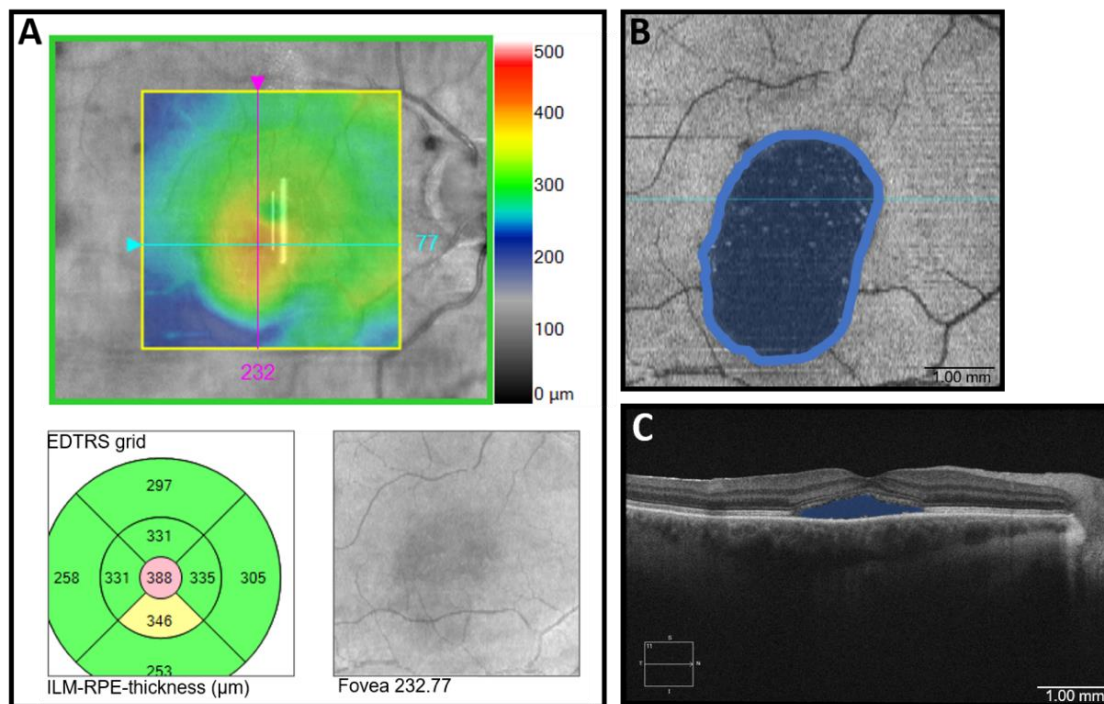 A
500
400
300
200
100
0 µm
77
232
EDTRS grid
297
331
258 331 388 335 305
346
253
ILM-RPE-thickness (µm)
Fovea 232.77
B
1.00 mm
C
S
11
T N
I
1.00 mm